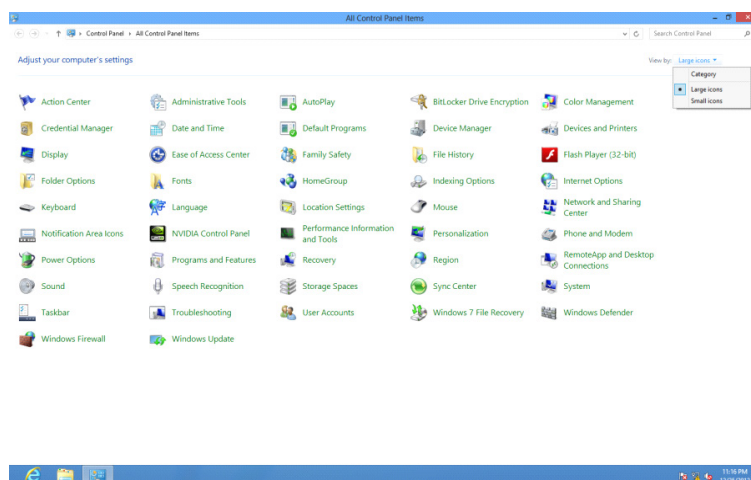 All Control Panel Items
Control Panel All Control Panel Items Search Control Panel
Adjust your computer's settings View by: Large icons
Category
Large icons
Small icons
Action Center Administrative Tools AutoPlay BitLocker Drive Encryption Color Management
Credential Manager Date and Time Default Programs Device Manager Devices and Printers
Display Ease of Access Center Family Safety File History Flash Player (32-bit)
Folder Options Fonts HomeGroup Indexing Options Internet Options
Keyboard Language Location Settings Mouse Network and Sharing
Center
Notification Area Icons NVIDIA Control Panel Performance Information
and Tools Personalization Phone and Modem
Power Options Programs and Features Recovery Region RemoteApp and Desktop
Connections
Sound Speech Recognition Storage Spaces Sync Center System
Taskbar Troubleshooting User Accounts Windows 7 File Recovery Windows Defender
Windows Firewall Windows Update
11:16 PM